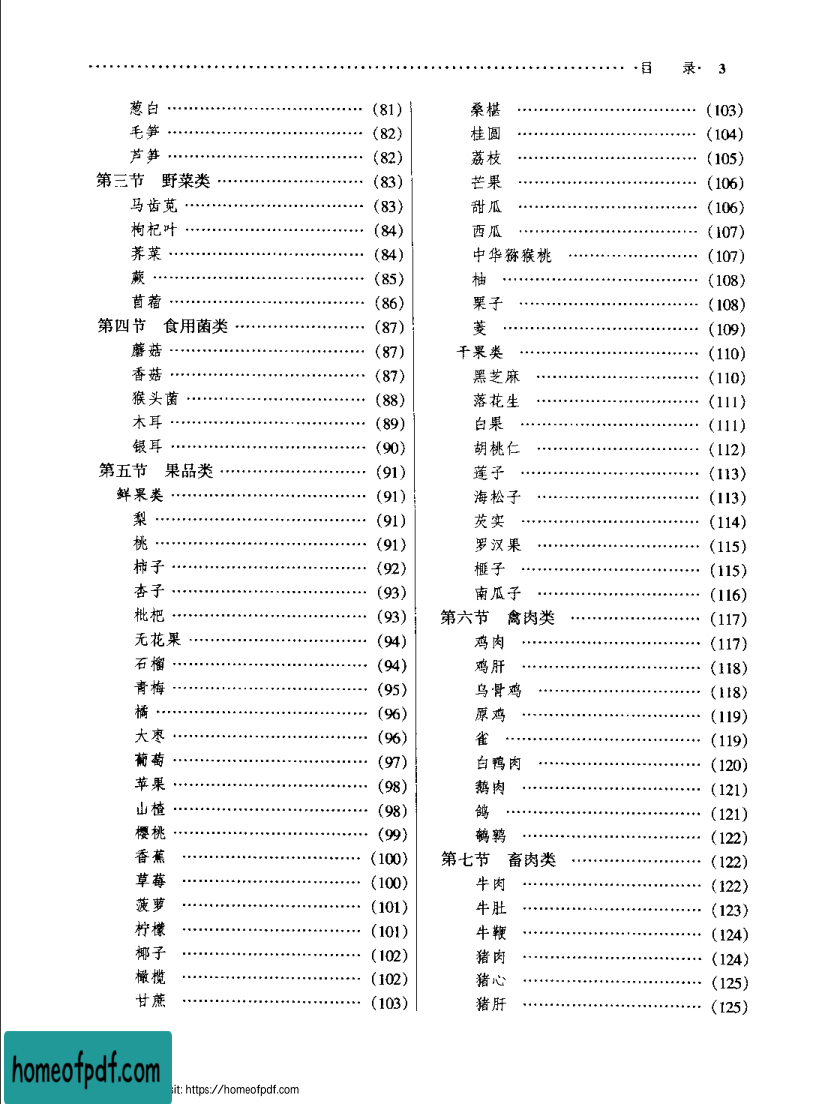 ·目 录· 3
葱白 (81)
毛笋 (82)
芦笋 (82)
第三节 野菜类 (83)
马齿苋 (83)
枸杞叶 (84)
荠菜 (84)
蕨 (85)
苜蓿 (86)
第四节 食用菌类 (87)
蘑菇 (87)
香菇 (87)
猴头菌 (88)
木耳 (89)
银耳 (90)
第五节 果品类 (91)
鲜果类 (91)
梨 (91)
桃 (91)
柿子 (92)
杏子 (93)
枇杷 (93)
无花果 (94)
石榴 (94)
青梅 (95)
橘 (96)
大枣 (96)
葡萄 (97)
苹果 (98)
山楂 (98)
樱桃 (99)
香蕉 (100)
草莓 (100)
菠萝 (101)
柠檬 (101)
椰子 (102)
橄榄 (102)
甘蔗 (103)
桑椹 (103)
桂圆 (104)
荔枝 (105)
芒果 (106)
甜瓜 (106)
西瓜 (107)
中华猕猴桃 (107)
柚 (108)
栗子 (108)
菱 (109)
干果类 (110)
黑芝麻 (110)
落花生 (111)
白果 (111)
胡桃仁 (112)
莲子 (113)
海松子 (113)
芡实 (114)
罗汉果 (115)
榧子 (115)
南瓜子 (116)
第六节 禽肉类 (117)
鸡肉 (117)
鸡肝 (118)
乌骨鸡 (118)
原鸡 (119)
雀 (119)
白鸭肉 (120)
鹅肉 (121)
鸽 (121)
鹌鹑 (122)
第七节 畜肉类 (122)
牛肉 (122)
牛肚 (123)
牛鞭 (124)
猪肉 (124)
猪心 (125)
猪肝 (125)
homeofpdf.com
sit: https://homeofpdf.com